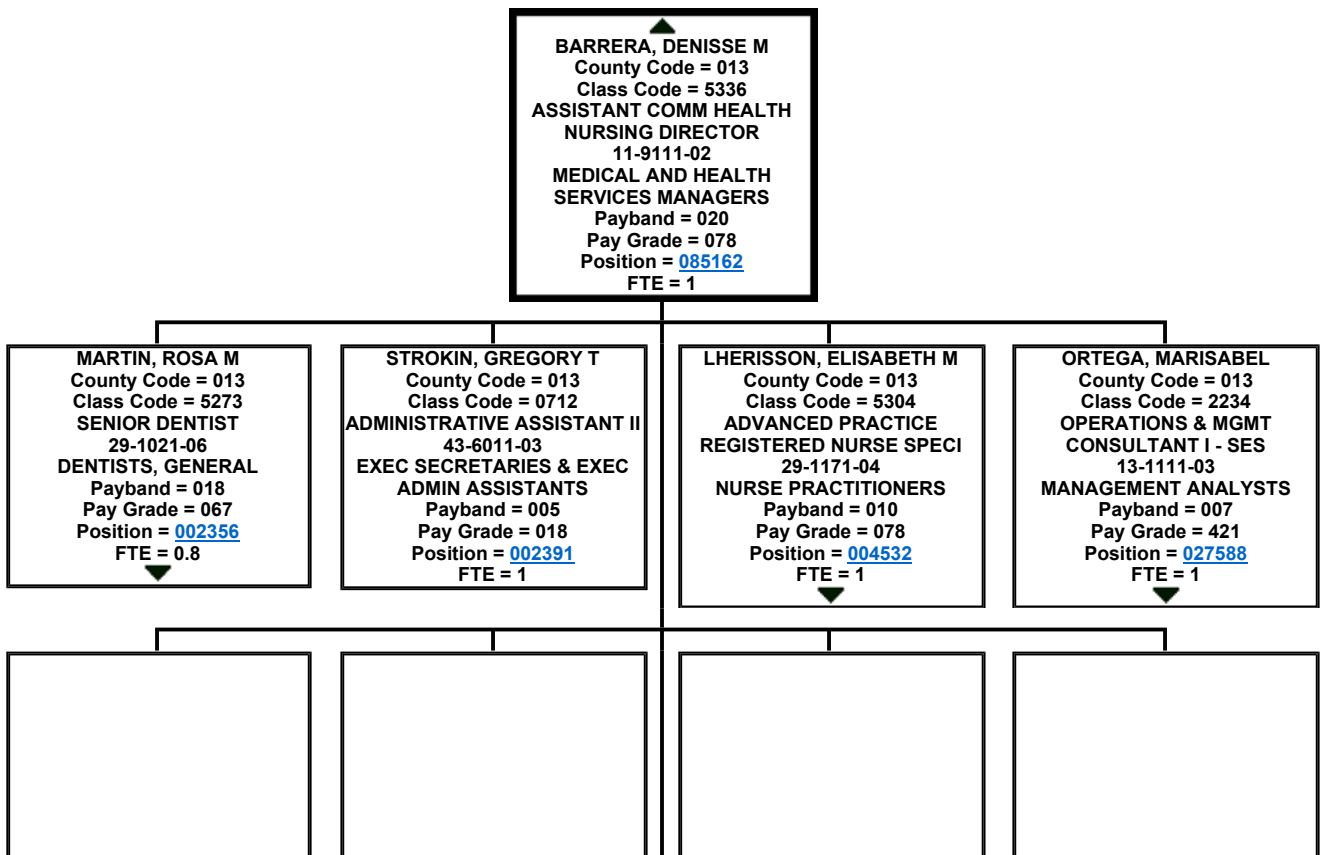 BARRERA, DENISSE M
County Code = 013
Class Code = 5336
ASSISTANT COMM HEALTH
NURSING DIRECTOR
11-9111-02
MEDICAL AND HEALTH
SERVICES MANAGERS
Payband = 020
Pay Grade = 078
Position = 085162
FTE = 1
MARTIN, ROSA M
County Code = 013
Class Code = 5273
SENIOR DENTIST
29-1021-06
DENTISTS, GENERAL
Payband = 018
Pay Grade = 067
Position = 002356
FTE = 0.8
STROKIN, GREGORY T
County Code = 013
Class Code = 0712
ADMINISTRATIVE ASSISTANT II
43-6011-03
EXEC SECRETARIES & EXEC
ADMIN ASSISTANTS
Payband = 005
Pay Grade = 018
Position = 002391
FTE = 1
LHERISSON, ELISABETH M
County Code = 013
Class Code = 5304
ADVANCED PRACTICE
REGISTERED NURSE SPECI
29-1171-04
NURSE PRACTITIONERS
Payband = 010
Pay Grade = 078
Position = 004532
FTE = 1
ORTEGA, MARISABEL
County Code = 013
Class Code = 2234
OPERATIONS & MGMT
CONSULTANT I - SES
13-1111-03
MANAGEMENT ANALYSTS
Payband = 007
Pay Grade = 421
Position = 027588
FTE = 1